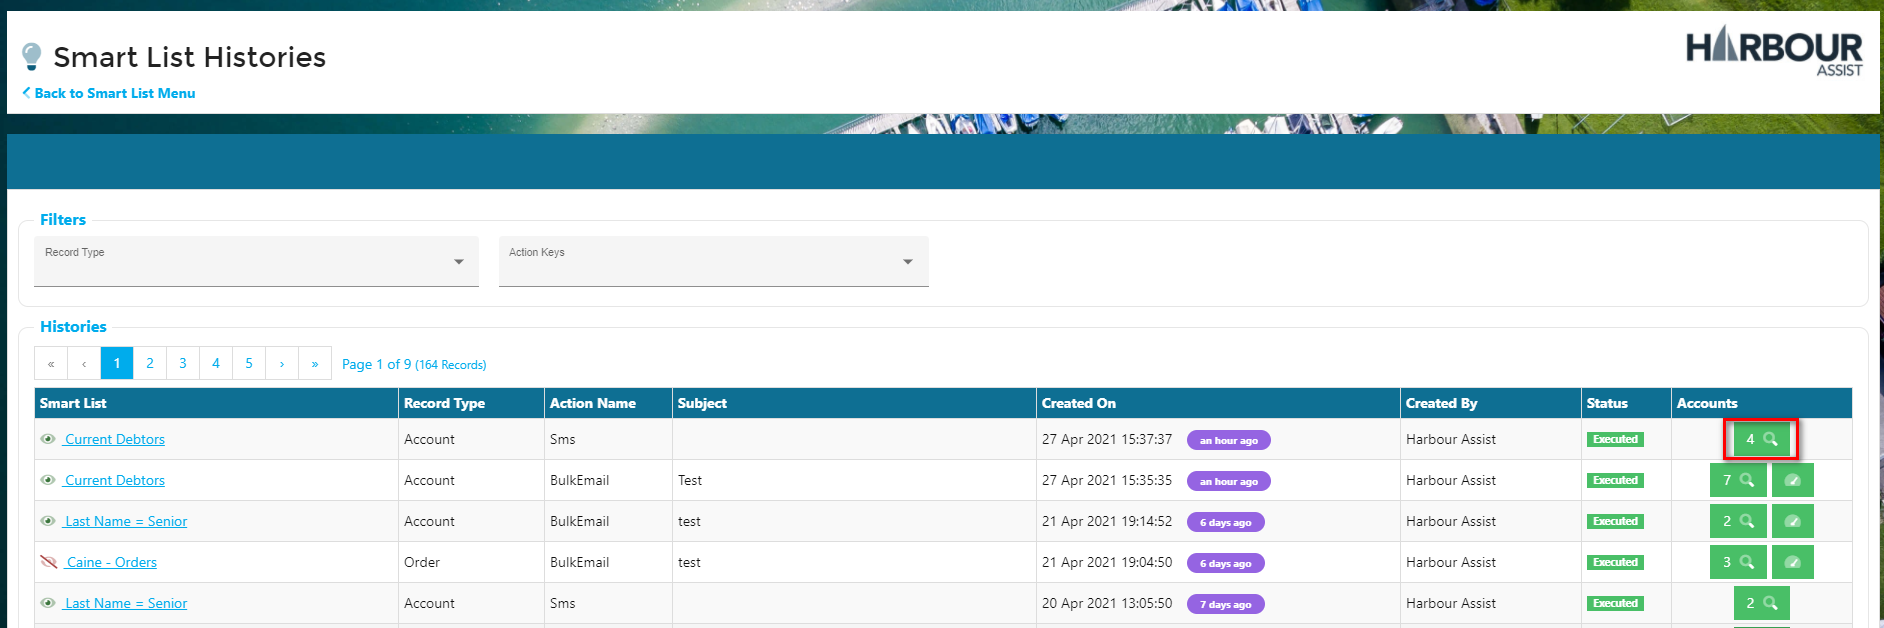 Smart List Histories
HARBOUR
ASSIST
Back to Smart List Menu
Filters
Record Type
Action Keys
Histories
« ‹ 1 2 3 4 5 › » Page 1 of 9 (164 Records)
Smart List Record Type Action Name Subject Created On Created By Status Accounts
Current Debtors Account Sms 27 Apr 2021 15:37:37 an hour ago Harbour Assist Executed 4
Current Debtors Account BulkEmail Test 27 Apr 2021 15:35:35 an hour ago Harbour Assist Executed 7
Last Name = Senior Account BulkEmail test 21 Apr 2021 19:14:52 6 days ago Harbour Assist Executed 2
Caine - Orders Order BulkEmail test 21 Apr 2021 19:04:50 6 days ago Harbour Assist Executed 3
Last Name = Senior Account Sms 20 Apr 2021 13:05:50 7 days ago Harbour Assist Executed 2